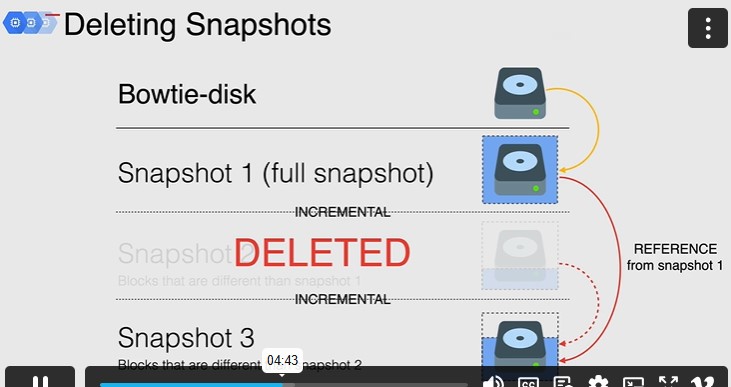 Deleting Snapshots
Bowtie-disk
Snapshot 1 (full snapshot)
INCREMENTAL
Snapshot 2
DELETED
Blocks that are different than snapshot 1
REFERENCE
from snapshot 1
INCREMENTAL
Snapshot 3
04:43
Blocks that are different snapshot 2
CC